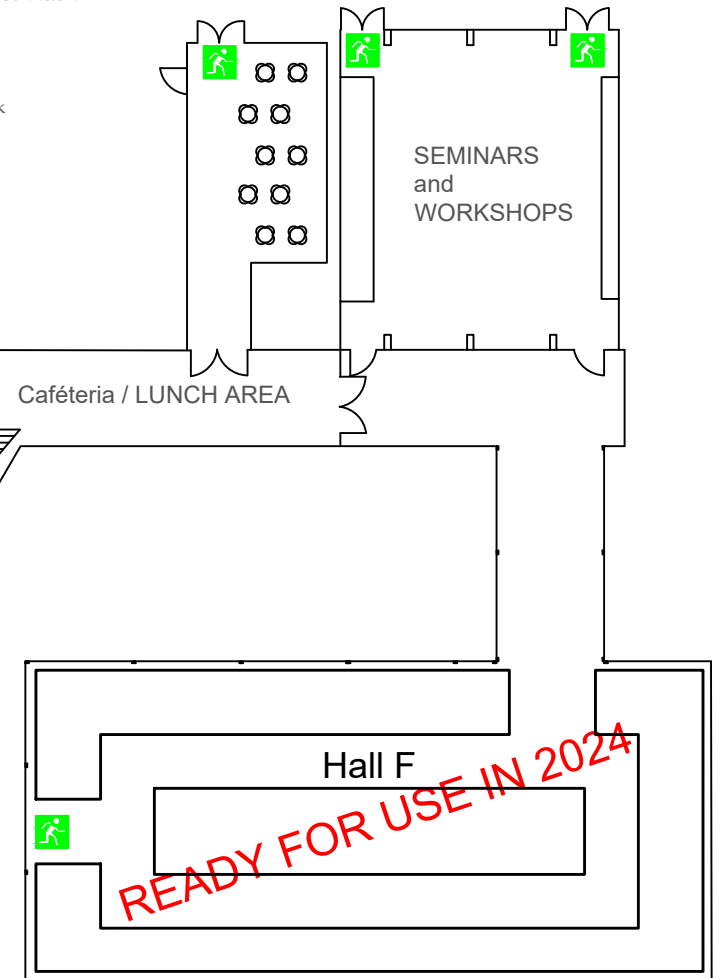 SEMINARS
and
WORKSHOPS
Caféteria / LUNCH AREA
Hall F
READY FOR USE IN 2024